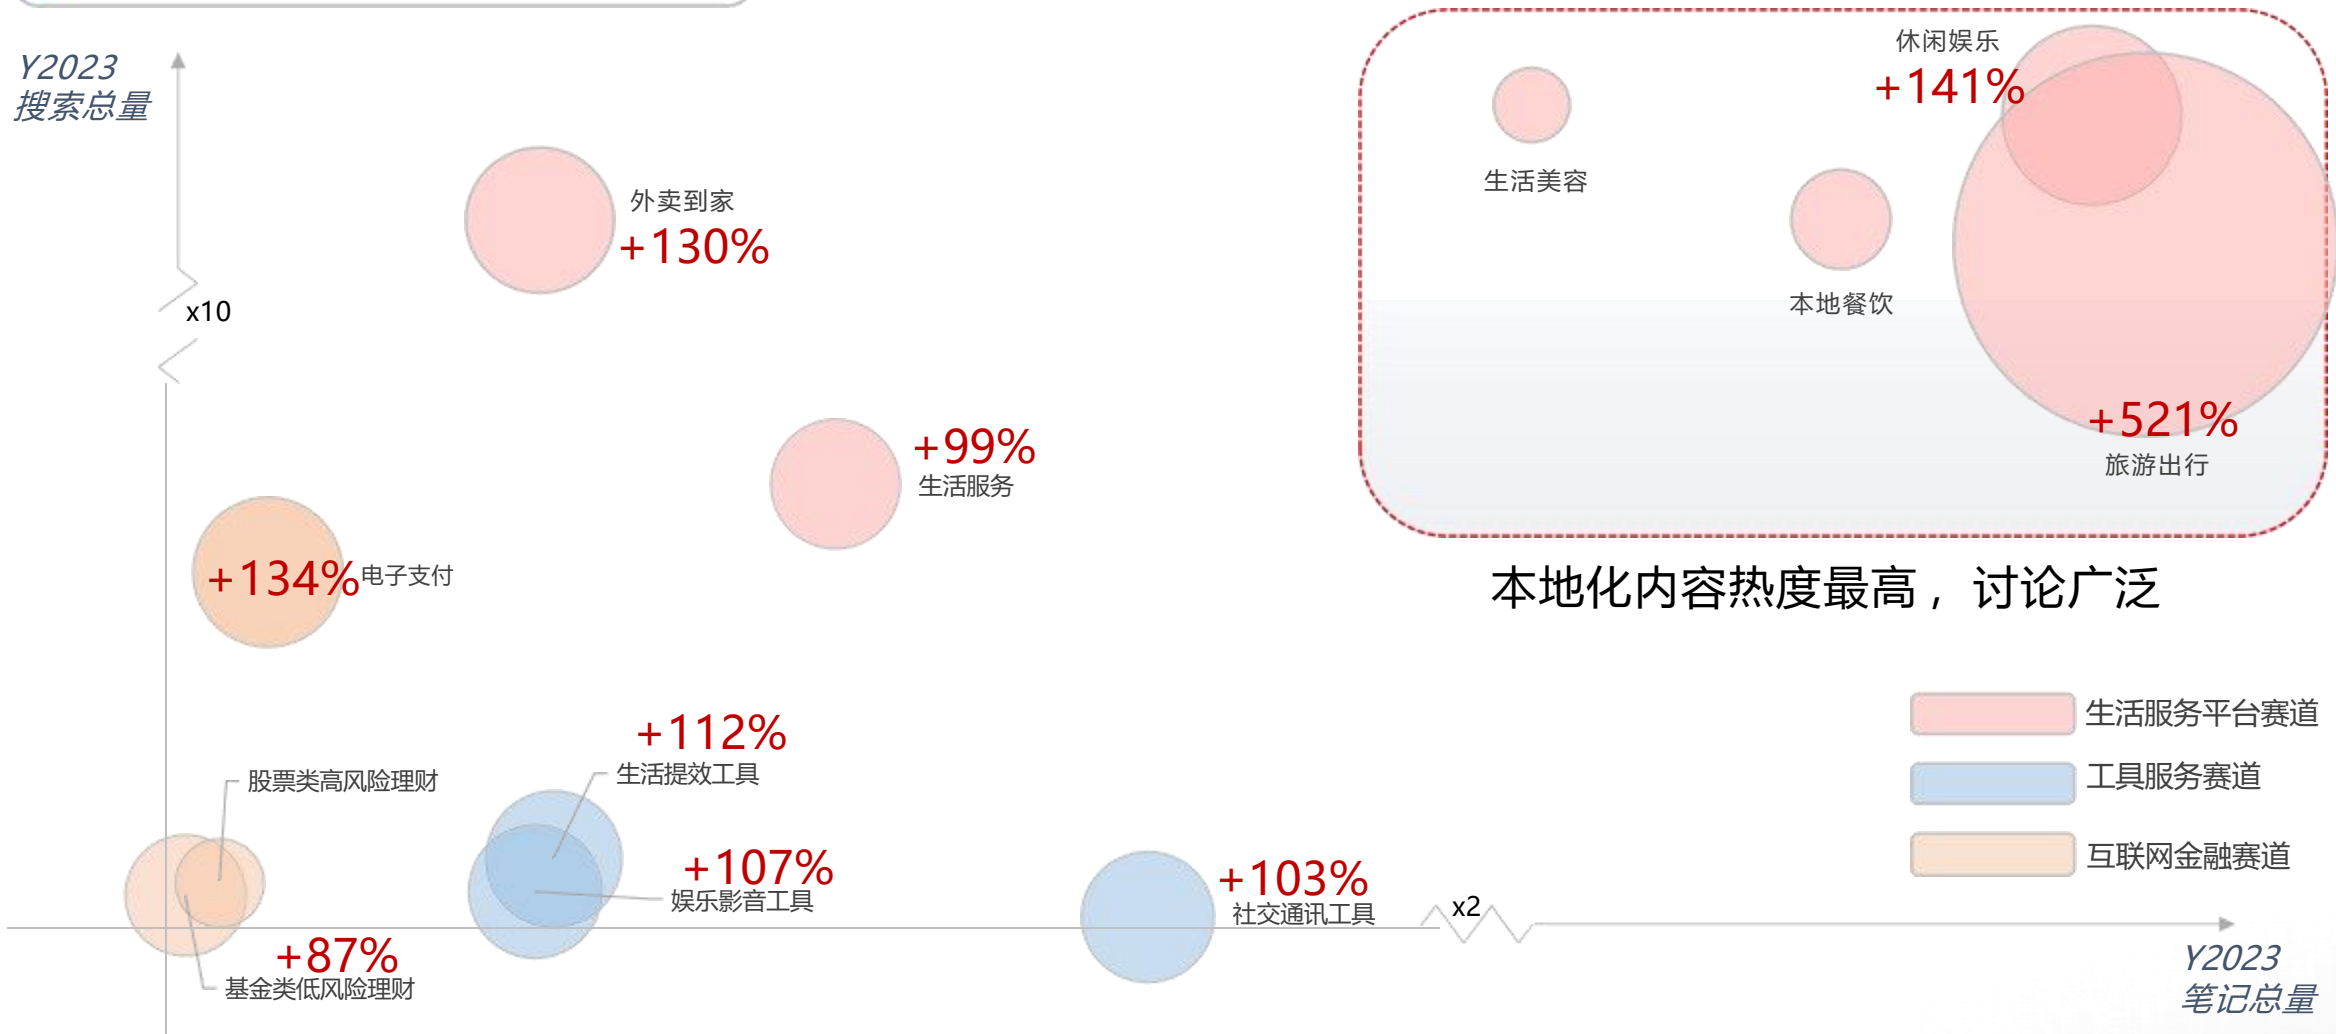 Y2023
搜索总量
x10
外卖到家
+130%
休闲娱乐
+141%
生活美容
本地餐饮
+521%
旅游出行
+99%
生活服务
+134%
电子支付
本地化内容热度最高，讨论广泛
生活服务平台赛道
工具服务赛道
互联网金融赛道
+112%
生活提效工具
股票类高风险理财
+107%
娱乐影音工具
+103%
社交通讯工具
x2
+87%
基金类低风险理财
Y2023
笔记总量